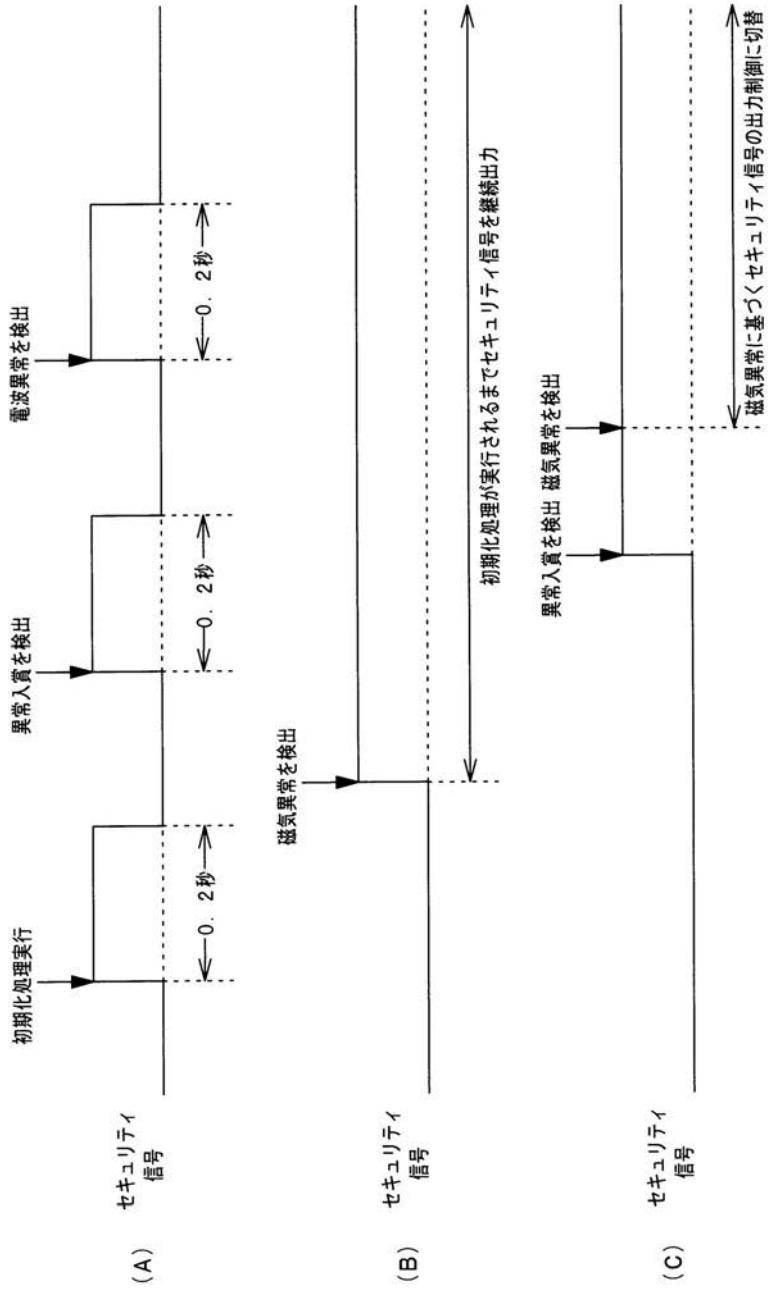 (A)
セキュリティ
信号
初期化処理実行
異常入賞を検出
電波異常を検出
0.2秒
0.2秒
0.2秒
(B)
セキュリティ
信号
磁気異常を検出
初期化処理が実行されるまでセキュリティ信号を継続出力
(C)
セキュリティ
信号
異常入賞を検出
磁気異常を検出
磁気異常に基づくセキュリティ信号の出力制御に切替